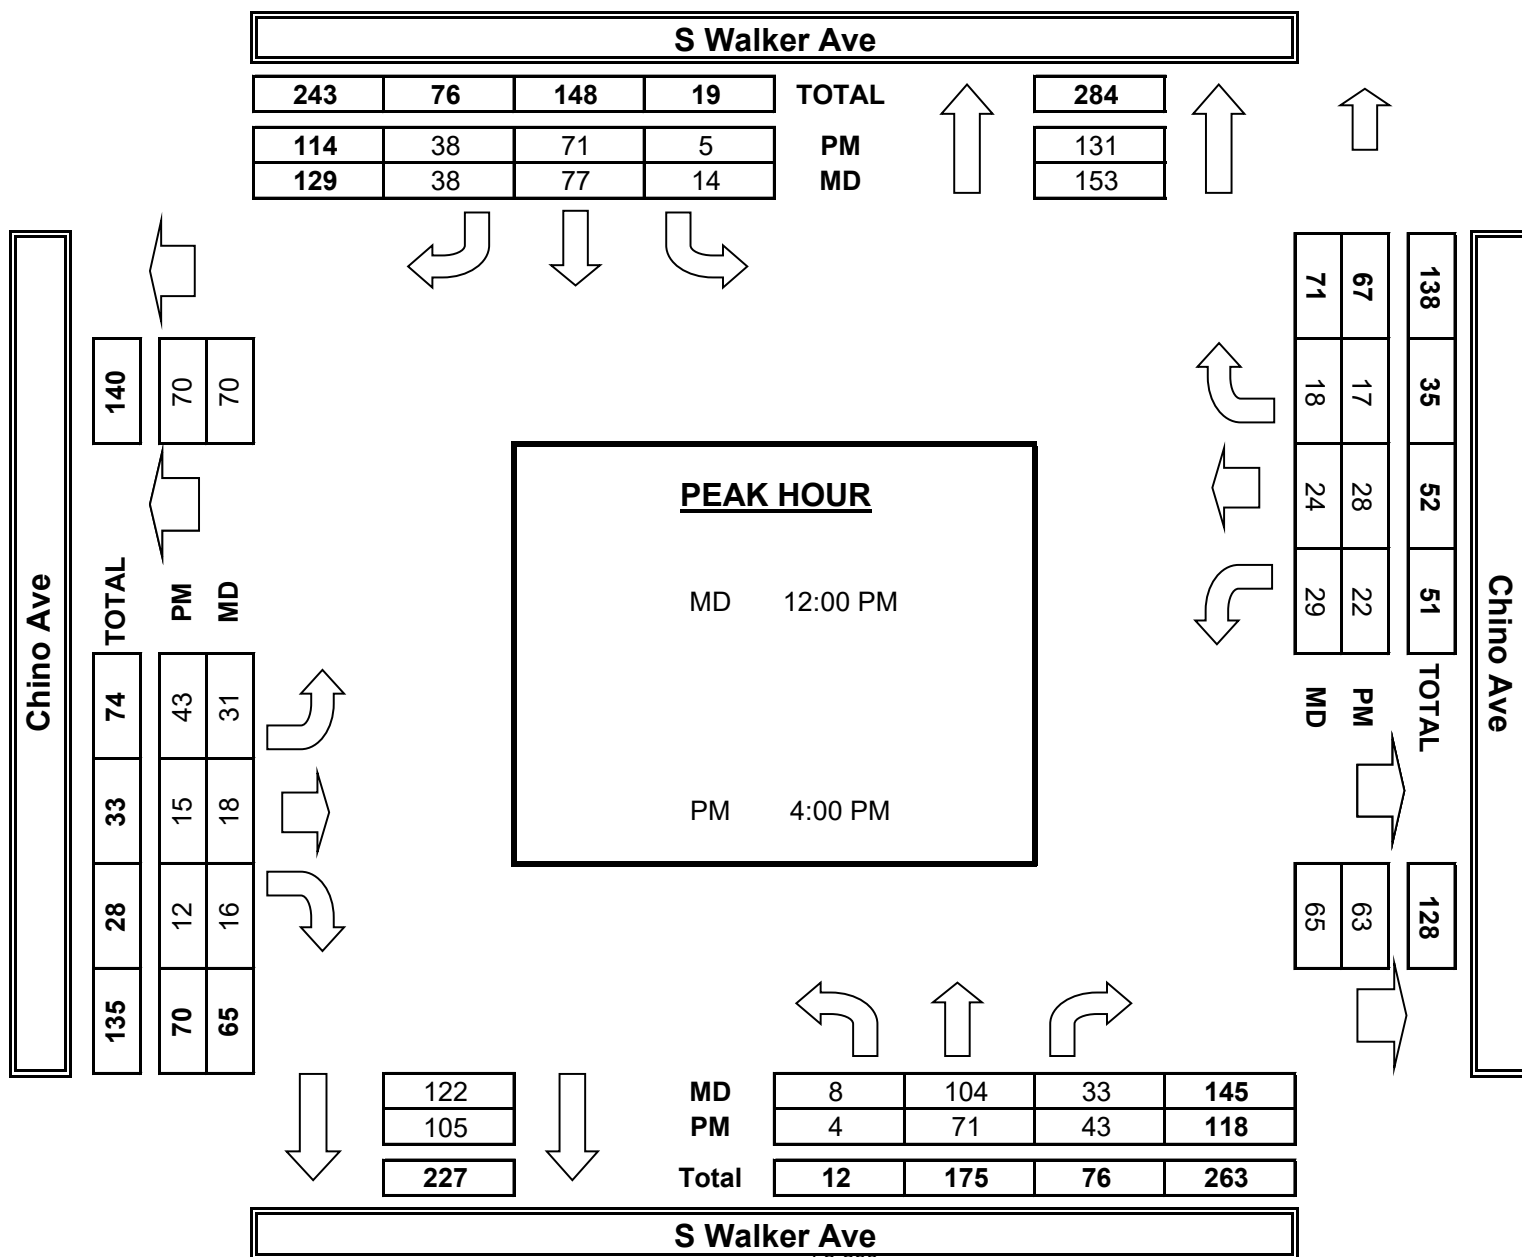 S Walker Ave
243 76 148 19 TOTAL 284
114 38 71 5 PM 131
129 38 77 14 MD 153
Chino Ave
TOTAL 140
PM 70
MD 70
74 33 28 135
43 15 12 70
31 18 16 65
PEAK HOUR
MD 12:00 PM
PM 4:00 PM
138 35 52 51 TOTAL 128
67 17 28 22 PM 63
71 18 24 29 MD 65
Chino Ave
122 MD 8 104 33 145
105 PM 4 71 43 118
227 Total 12 175 76 263
S Walker Ave